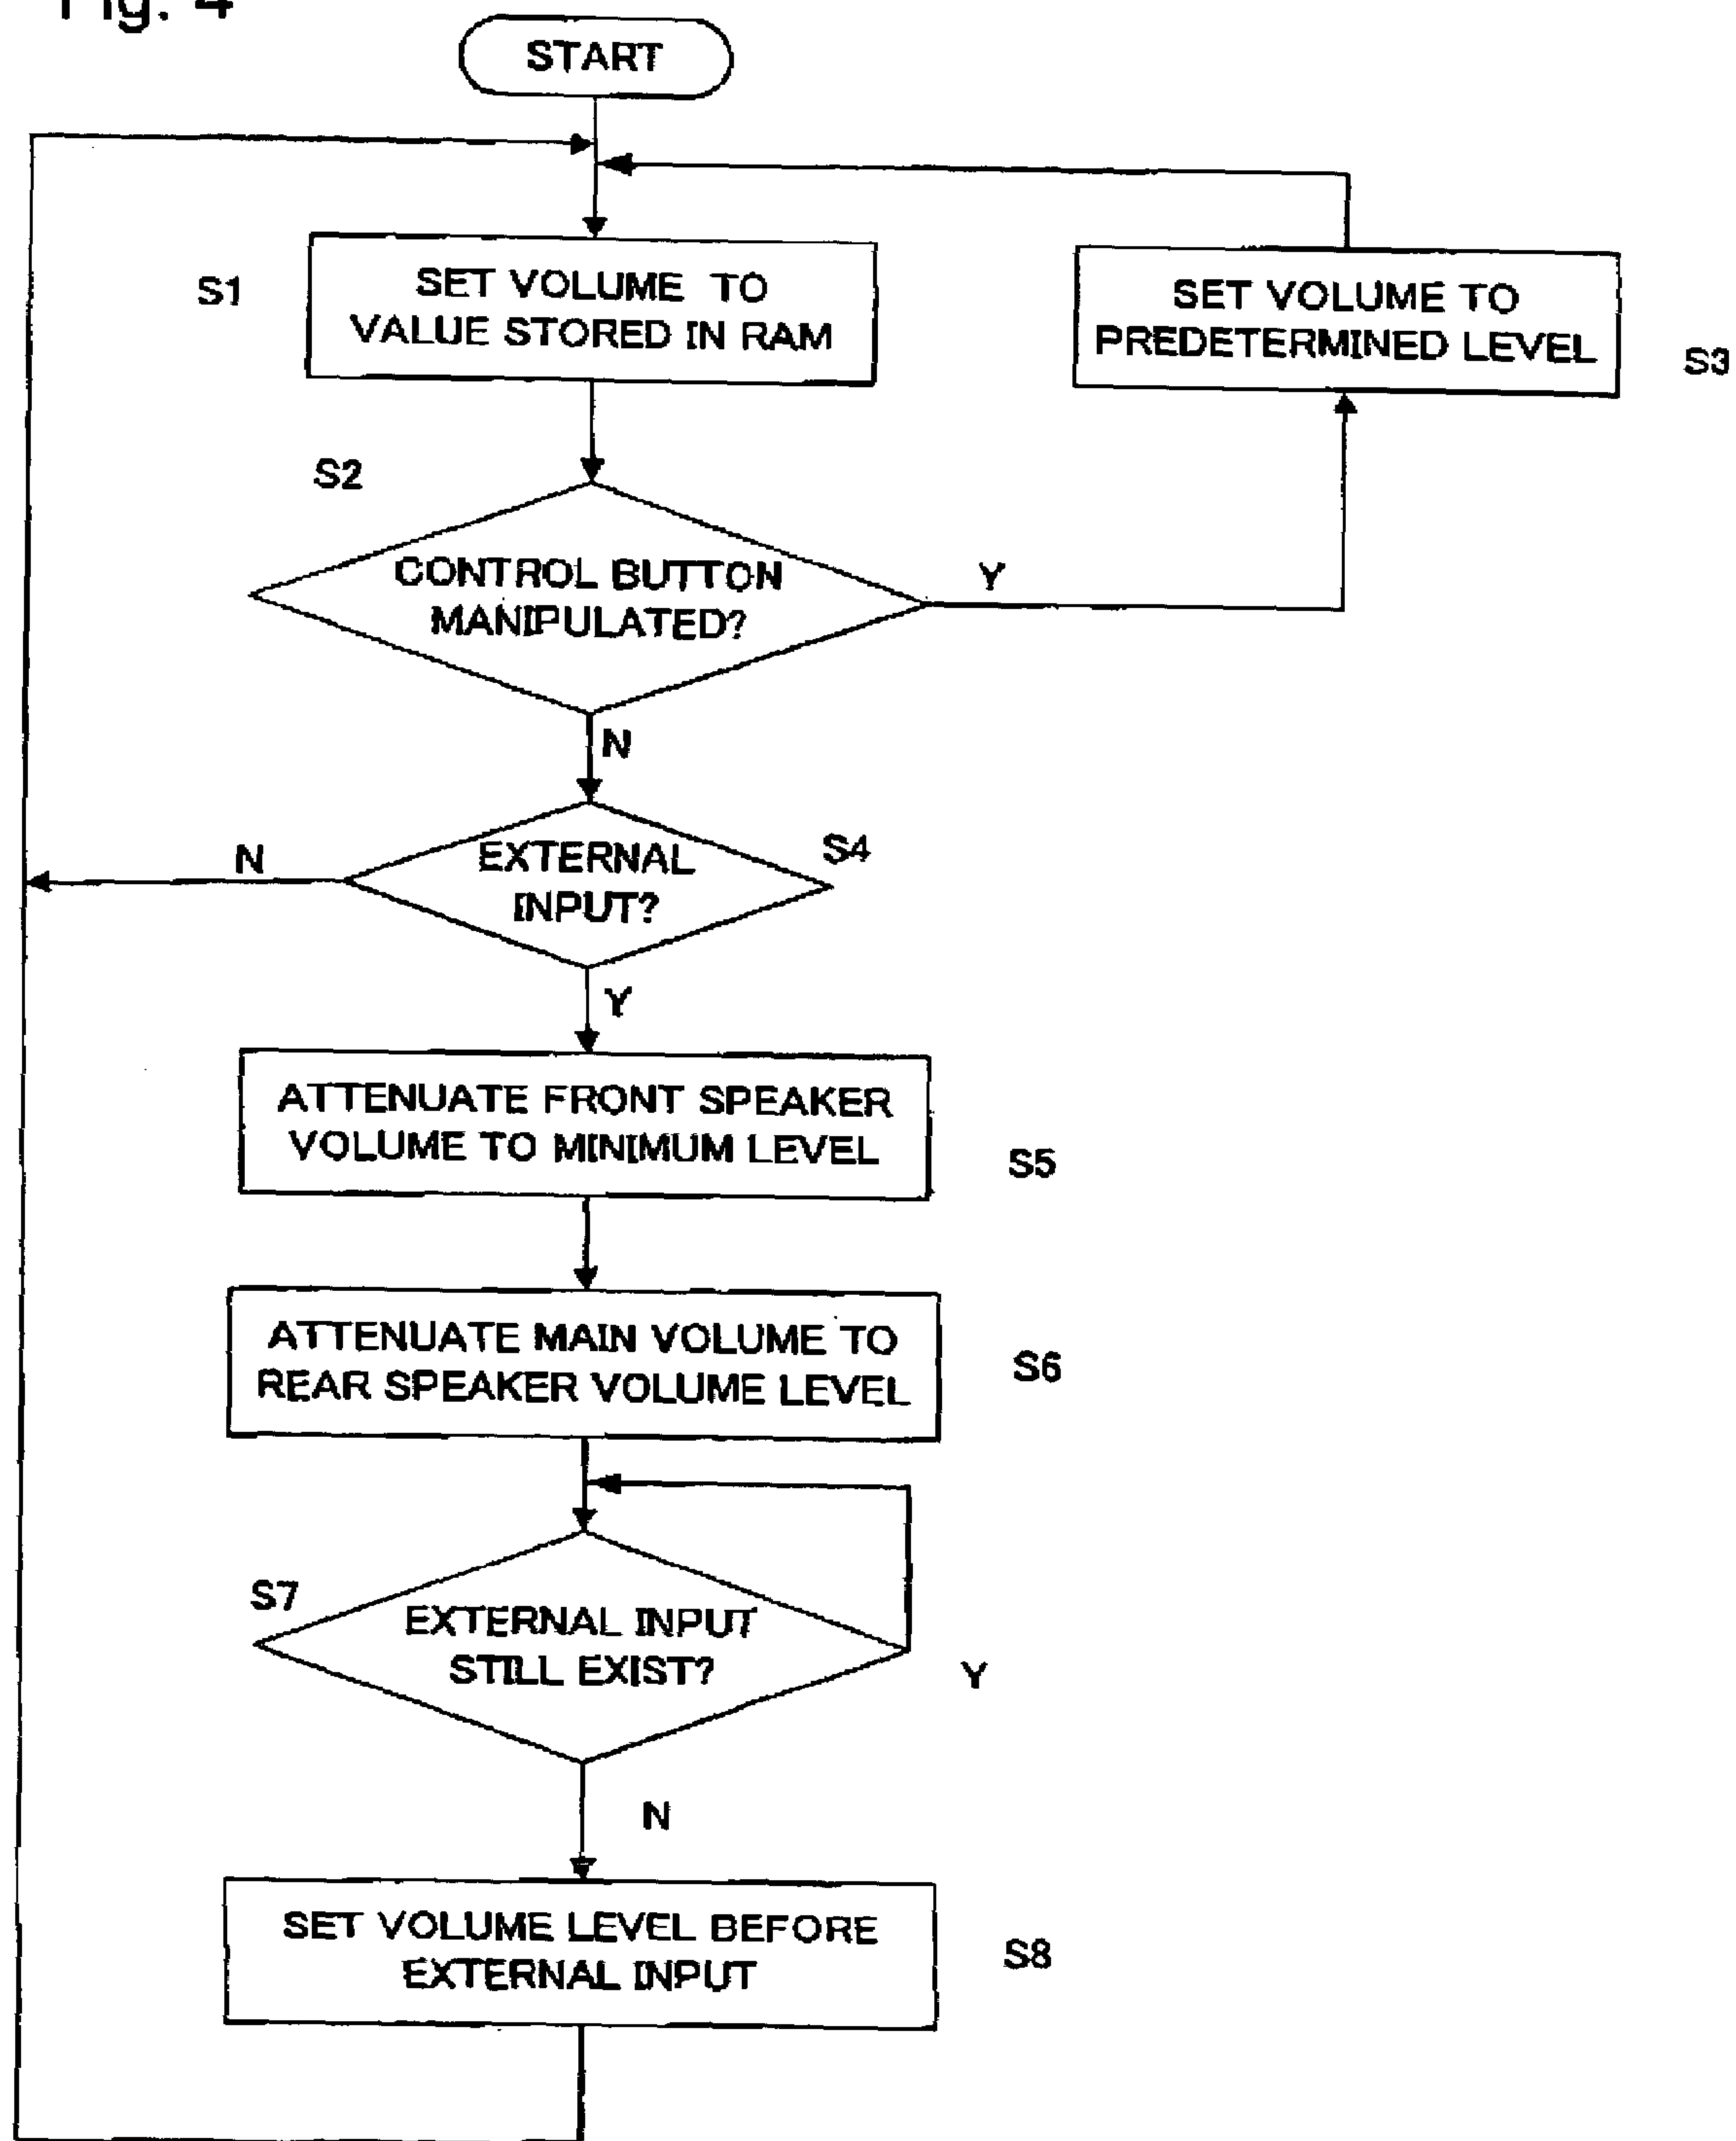 Fig. 4
START
S1
SET VOLUME TO
VALUE STORED IN RAM
SET VOLUME TO
PREDETERMINED LEVEL
S3
S2
CONTROL BUTTON
MANIPULATED?
Y
N
N
EXTERNAL
INPUT?
S4
Y
ATTENUATE FRONT SPEAKER
VOLUME TO MINIMUM LEVEL
S5
ATTENUATE MAIN VOLUME TO
REAR SPEAKER VOLUME LEVEL
S6
S7
EXTERNAL INPUT
STILL EXIST?
Y
N
SET VOLUME LEVEL BEFORE
EXTERNAL INPUT
S8